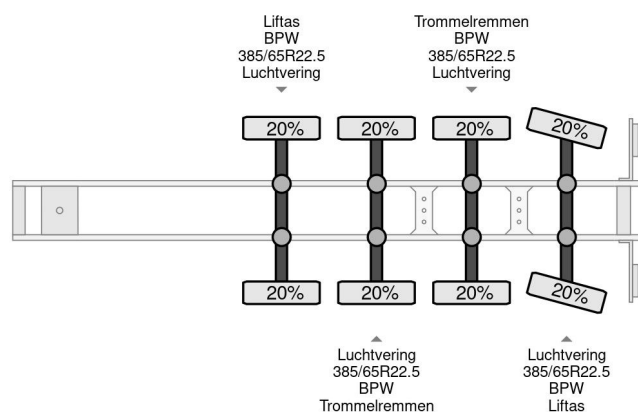 Liftas
BPW
385/65R22.5
Luchtvering
Trommelremmen
BPW
385/65R22.5
Luchtvering
20% 20% 20% 20%
20% 20% 20% 20%
Luchtvering
385/65R22.5
BPW
Trommelremmen
Luchtvering
385/65R22.5
BPW
Liftas